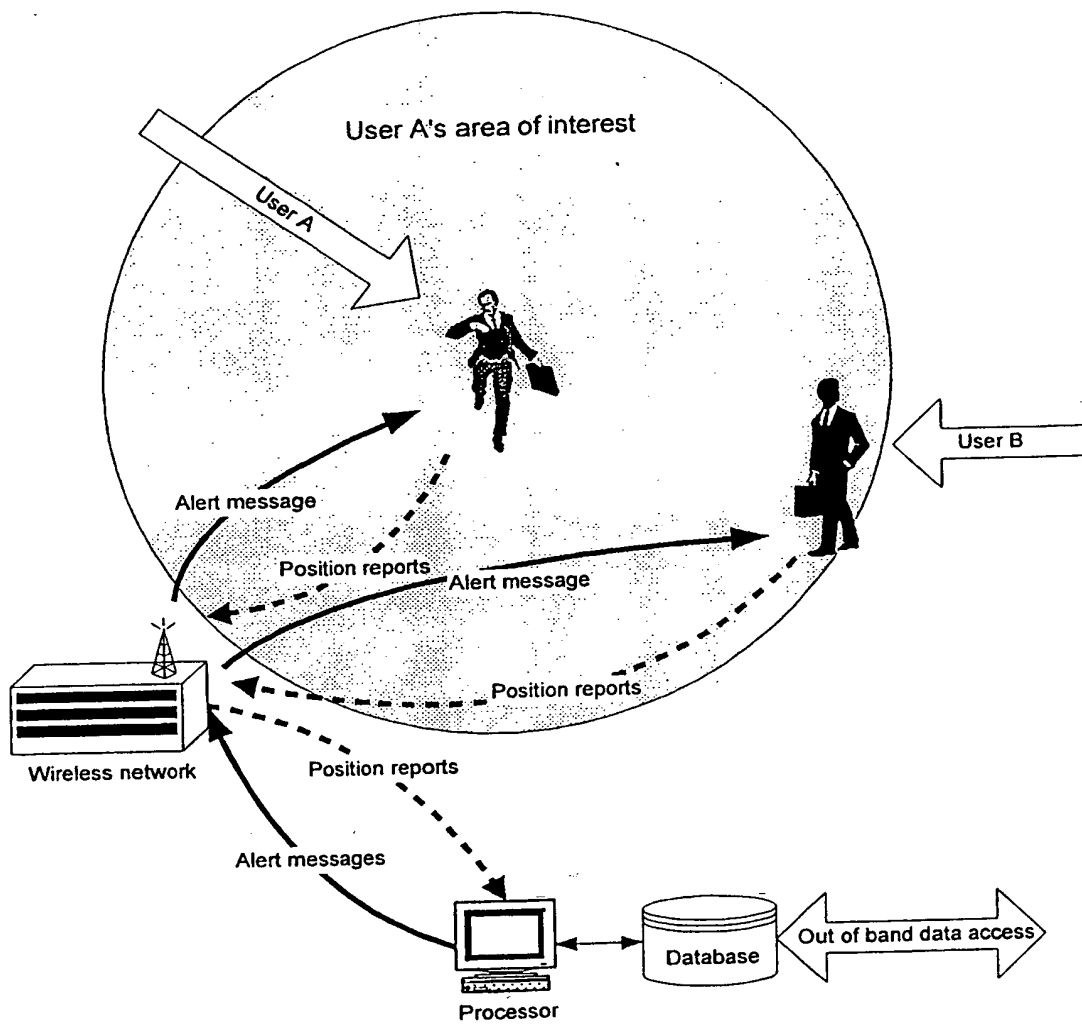 User A's area of interest
User A
User B
Alert message
Position reports
Alert message
Position reports
Wireless network
Position reports
Alert messages
Out of band data access
Database
Processor